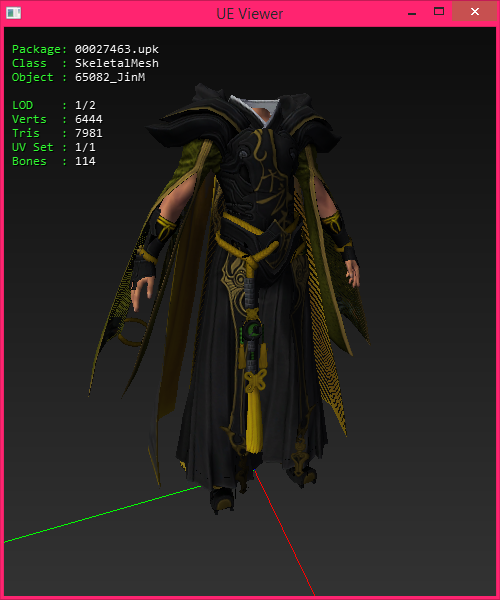 UE Viewer
Package: 00027463.upk
Class  : SkeletalMesh
Object : 65082_JinM
LOD    : 1/2
Verts  : 6444
Tris   : 7981
UV Set : 1/1
Bones  : 114